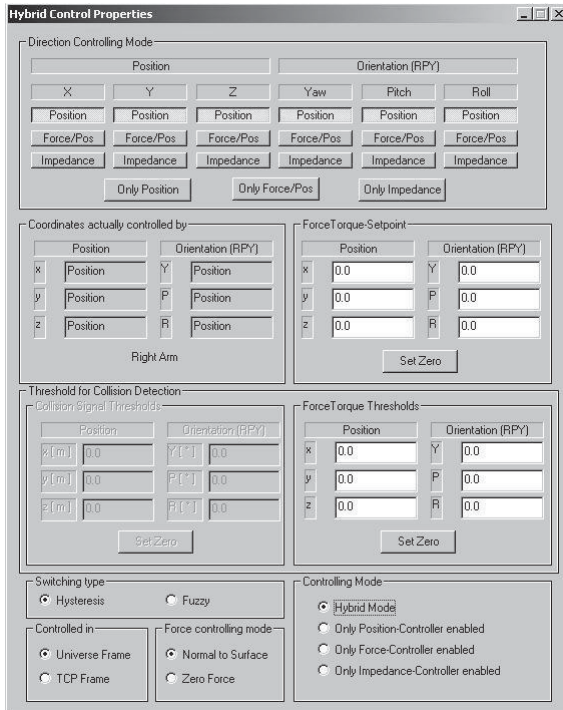 Hybrid Control Properties
Direction Controlling Mode
Position Orientation (RPY)
X Y Z Yaw Pitch Roll
Position Position Position Position Position Position
Force/Pos Force/Pos Force/Pos Force/Pos Force/Pos Force/Pos
Impedance Impedance Impedance Impedance Impedance Impedance
Only Position Only Force/Pos Only Impedance
Coordinates actually controlled by
Position Orientation (RPY)
x Position Y Position
y Position P Position
z Position R Position
Right Arm
ForceTorque-Setpoint
Position Orientation (RPY)
x 0.0 Y 0.0
y 0.0 P 0.0
z 0.0 R 0.0
Set Zero
Threshold for Collision Detection
Collision Signal Thresholds
Position Orientation (RPY)
x [ m ] 0.0 Y [ ° ] 0.0
y [ m ] 0.0 P [ ° ] 0.0
z [ m ] 0.0 R [ ° ] 0.0
Set Zero
ForceTorque Thresholds
Position Orientation (RPY)
x 0.0 Y 0.0
y 0.0 P 0.0
z 0.0 R 0.0
Set Zero
Switching type
Hysteresis Fuzzy
Controlled in
Universe Frame
TCP Frame
Force controlling mode
Normal to Surface
Zero Force
Controlling Mode
Hybrid Mode
Only Position-Controller enabled
Only Force-Controller enabled
Only Impedance-Controller enabled